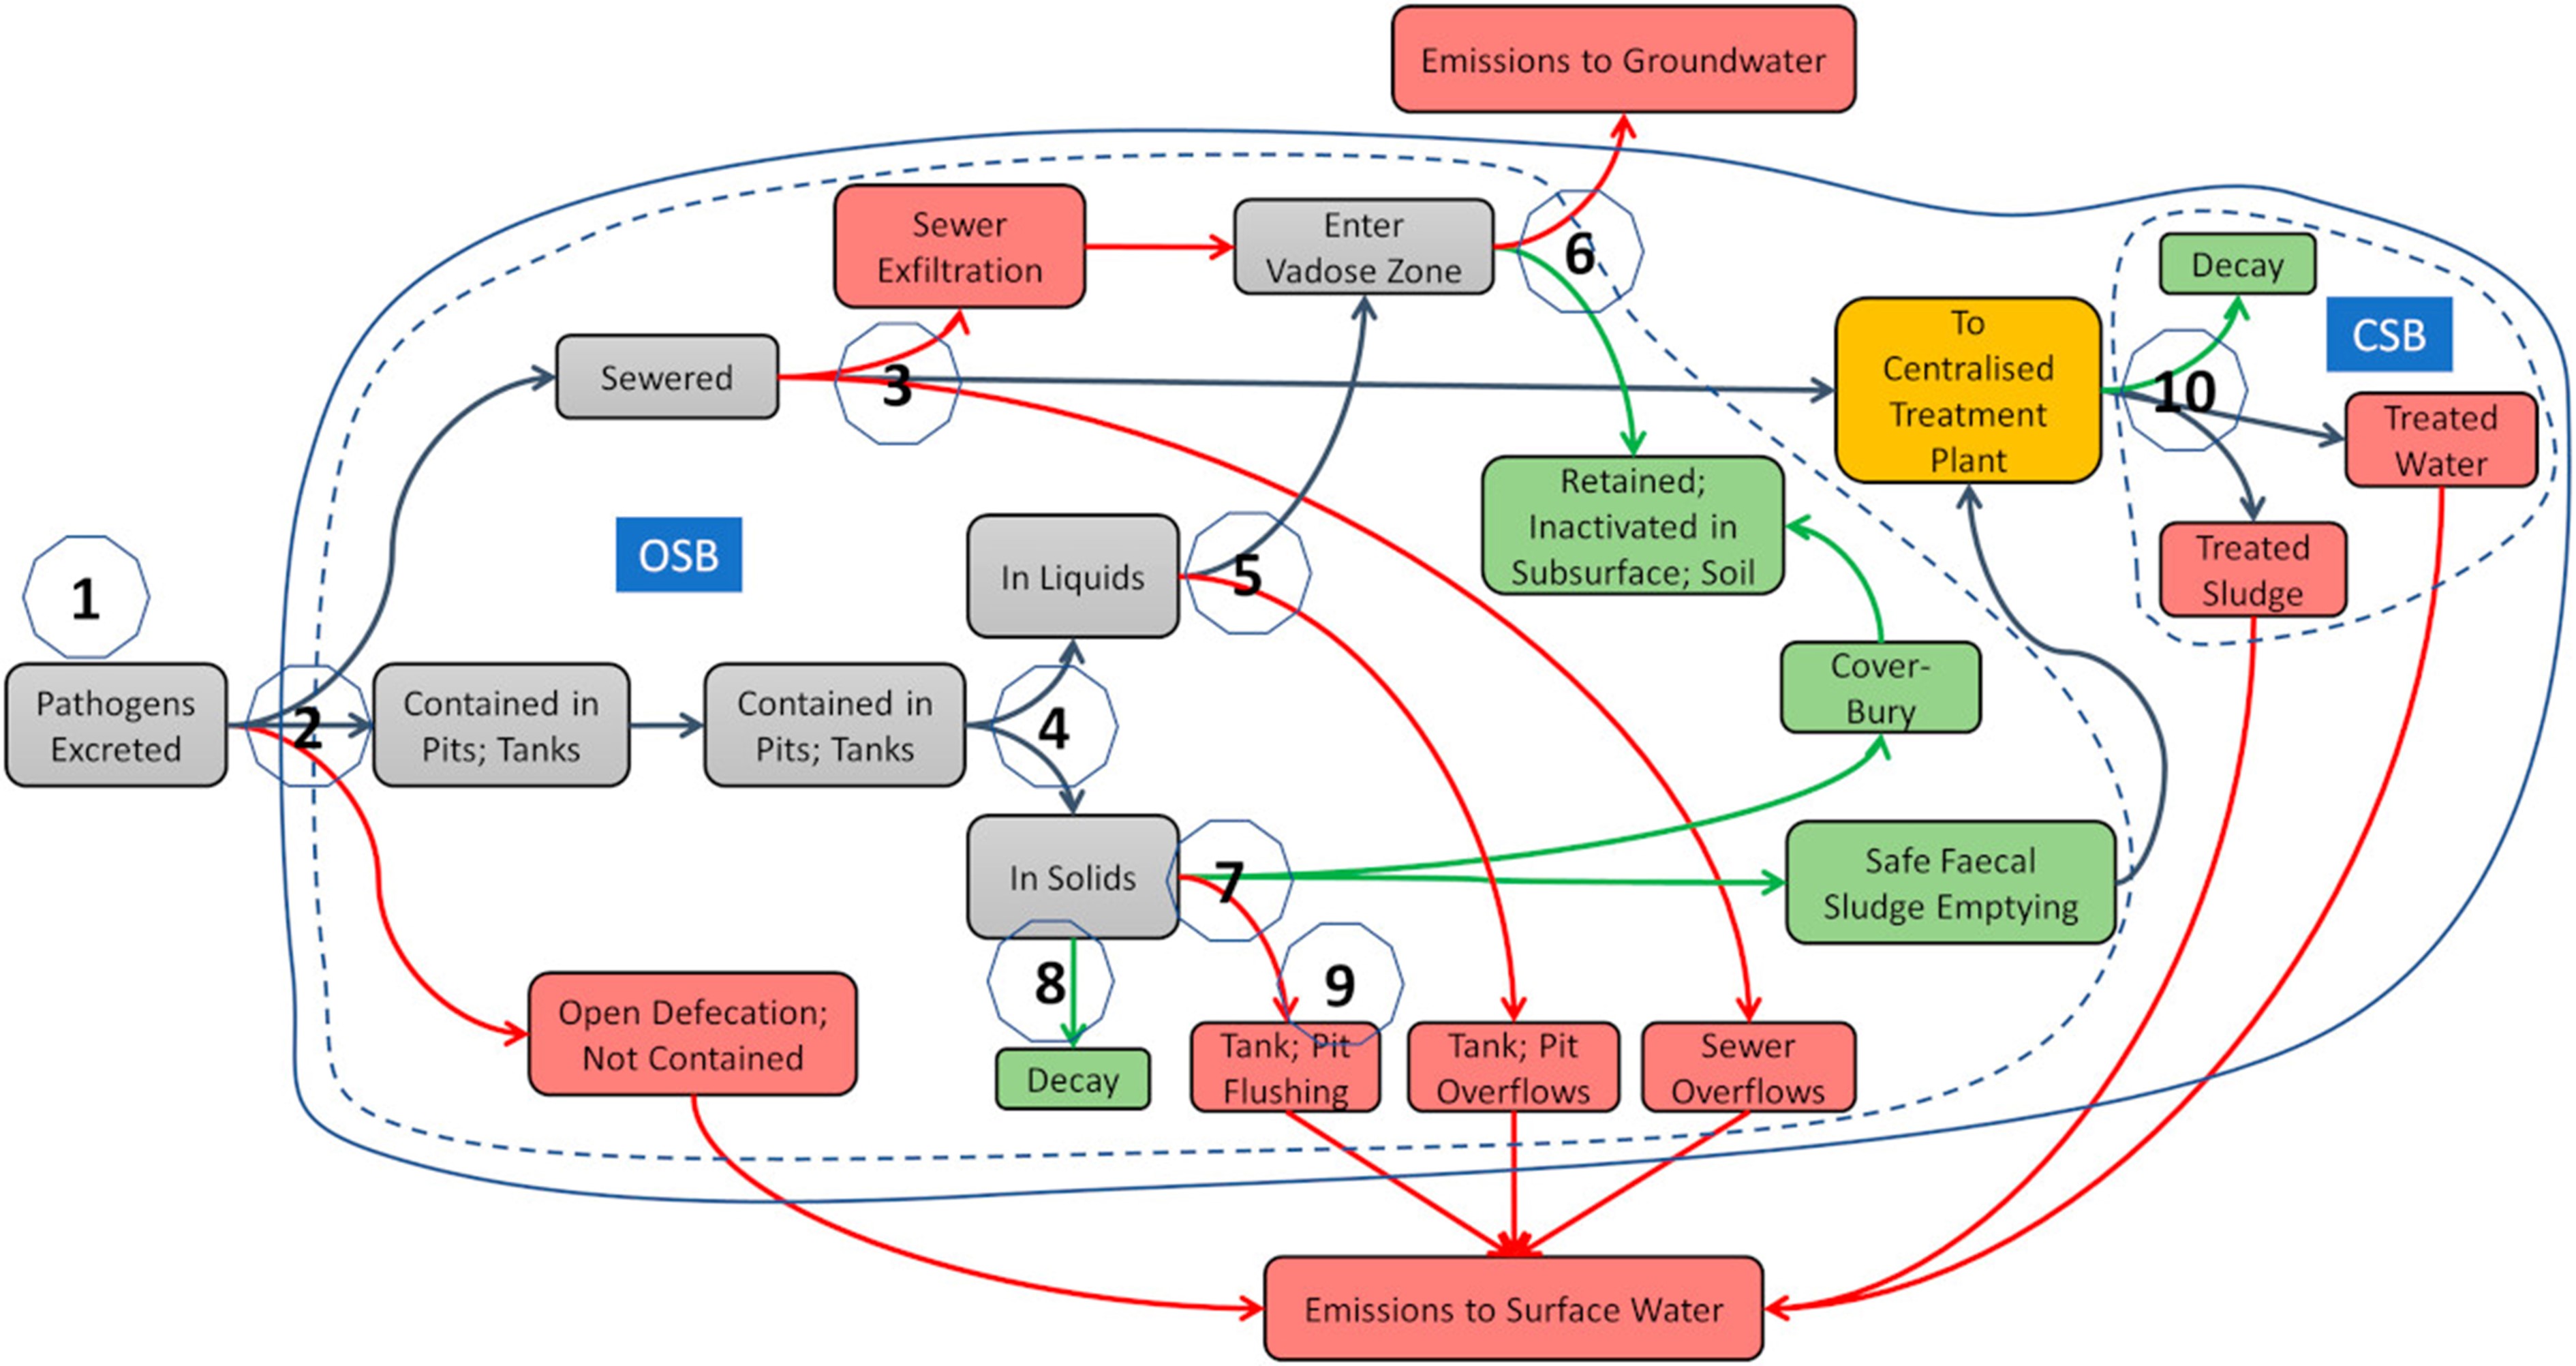 Emissions to Groundwater
Sewer
Exfiltration
Enter
Vadose Zone
6
Decay
CSB
To
Centralised
Treatment
Plant
10
Treated
Water
Sewered
3
OSB
Retained;
Inactivated in
Subsurface; Soil
Treated
Sludge
In Liquids
5
1
Pathogens
Excreted
2
Contained in
Pits; Tanks
Contained in
Pits; Tanks
4
Cover-
Bury
In Solids
7
Safe Faecal
Sludge Emptying
8
9
Open Defecation;
Not Contained
Decay
Tank; Pit
Flushing
Tank; Pit
Overflows
Sewer
Overflows
Emissions to Surface Water